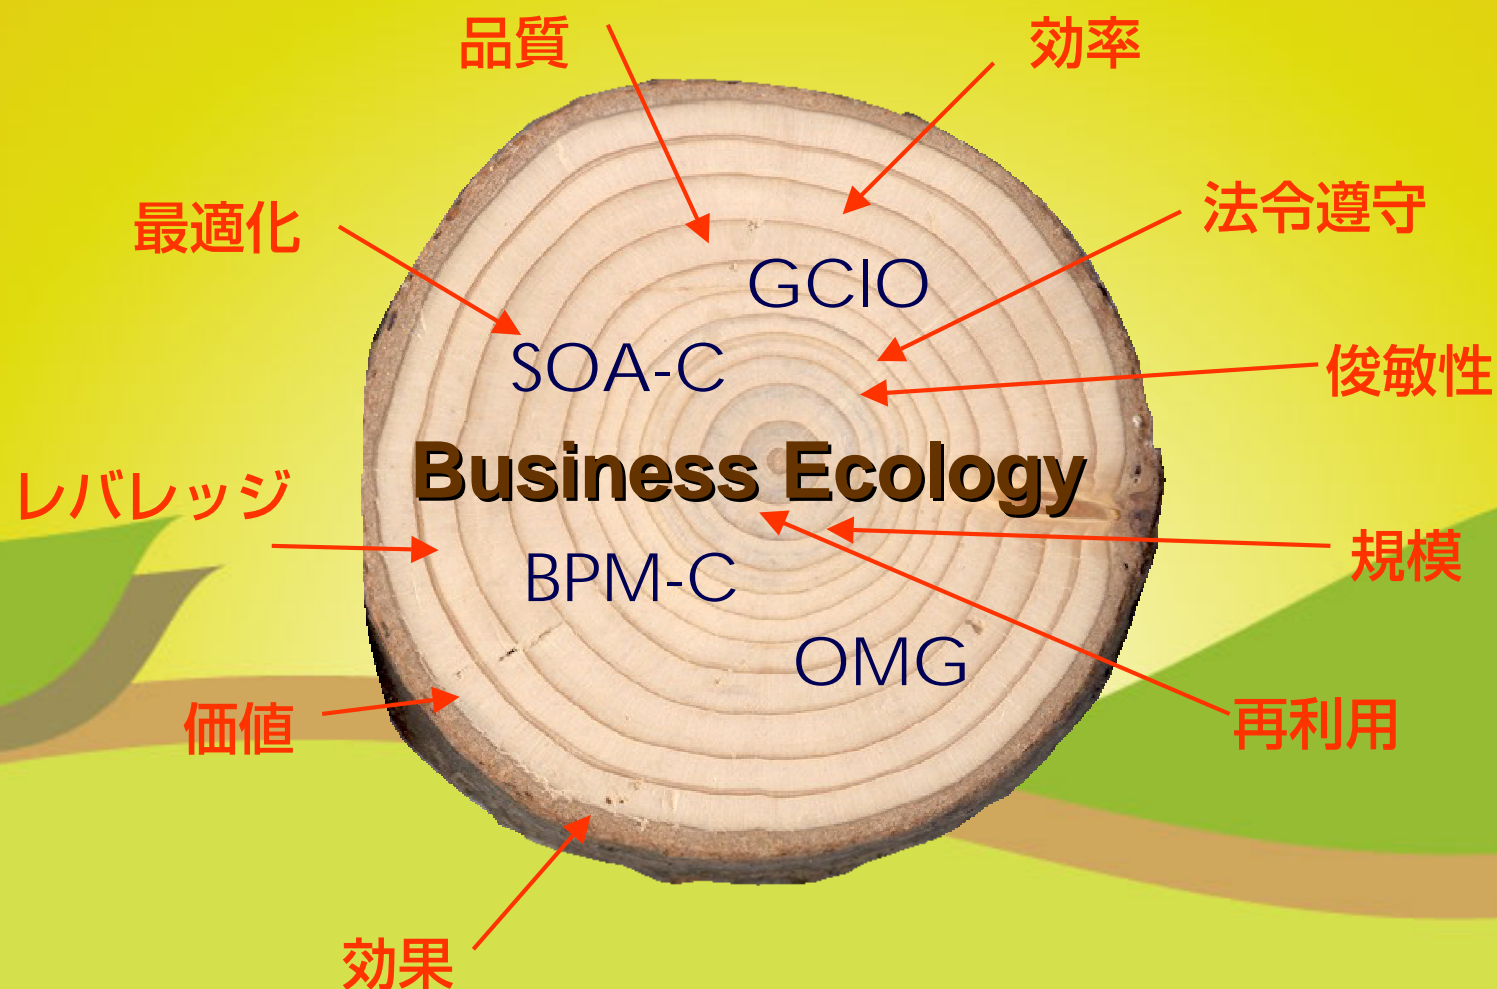 品質
効率
最適化
法令遵守
GCIO
SOA-C
俊敏性
Business Ecology
レバレッジ
BPM-C
規模
OMG
価値
再利用
効果